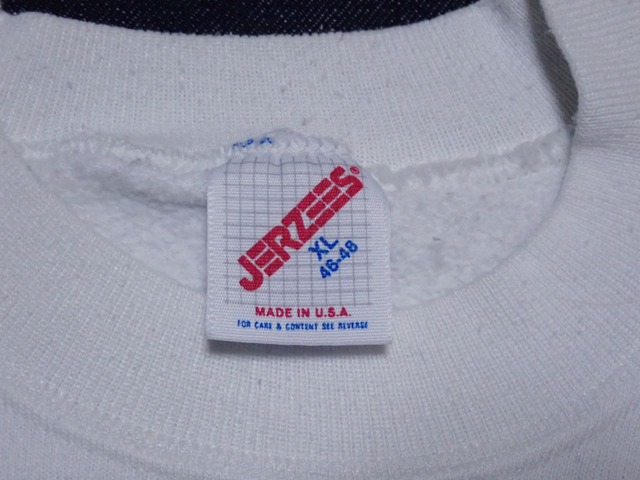 JERZEES®
XL
46-48
MADE IN U.S.A.
FOR CARE & CONTENT SEE REVERSE